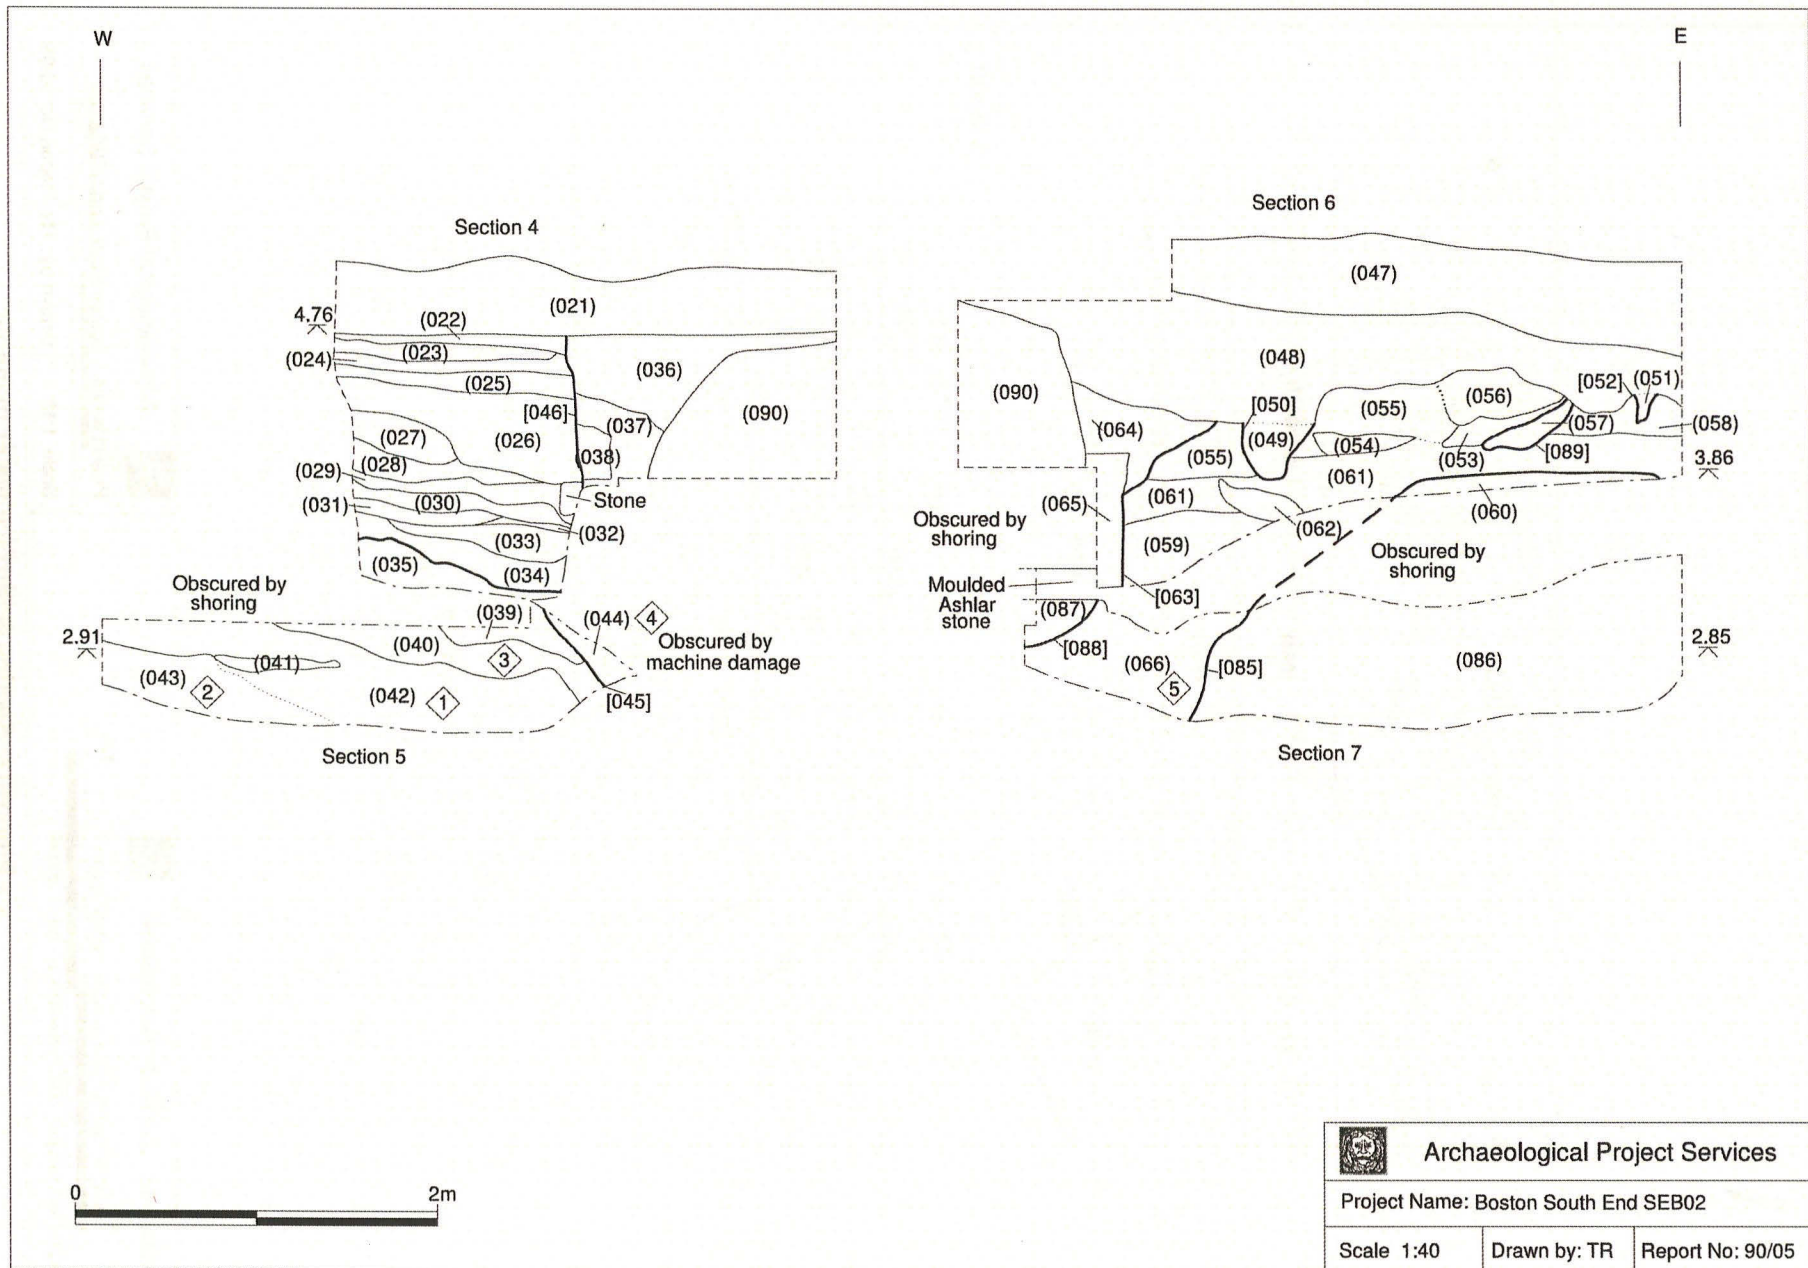 W
E
Section 4
(021)
4.76
(022)
(023)
(024)
(025)
(036)
[046]
(090)
(037)
(027)
(026)
(038)
(028)
(029)
Stone
(030)
(031)
(032)
(033)
(035)
(034)
Obscured by
shoring
(039)
(044)
4
2.91
(040)
Obscured by
machine damage
(041)
3
(043)
2
(042)
1
[045]
Section 5
Section 6
(047)
(048)
(090)
[052]
(051)
(056)
[050]
(055)
(057)
(058)
(064)
(049)
(054)
(055)
(053)
[089]
3.86
(061)
(061)
(065)
(060)
Obscured by
shoring
(062)
(059)
Obscured by
shoring
Moulded
Ashlar
stone
[063]
(087)
2.85
[088]
(066)
[085]
(086)
5
Section 7
0
2m
Archaeological Project Services
Project Name: Boston South End SEB02
Scale 1:40
Drawn by: TR
Report No: 90/05